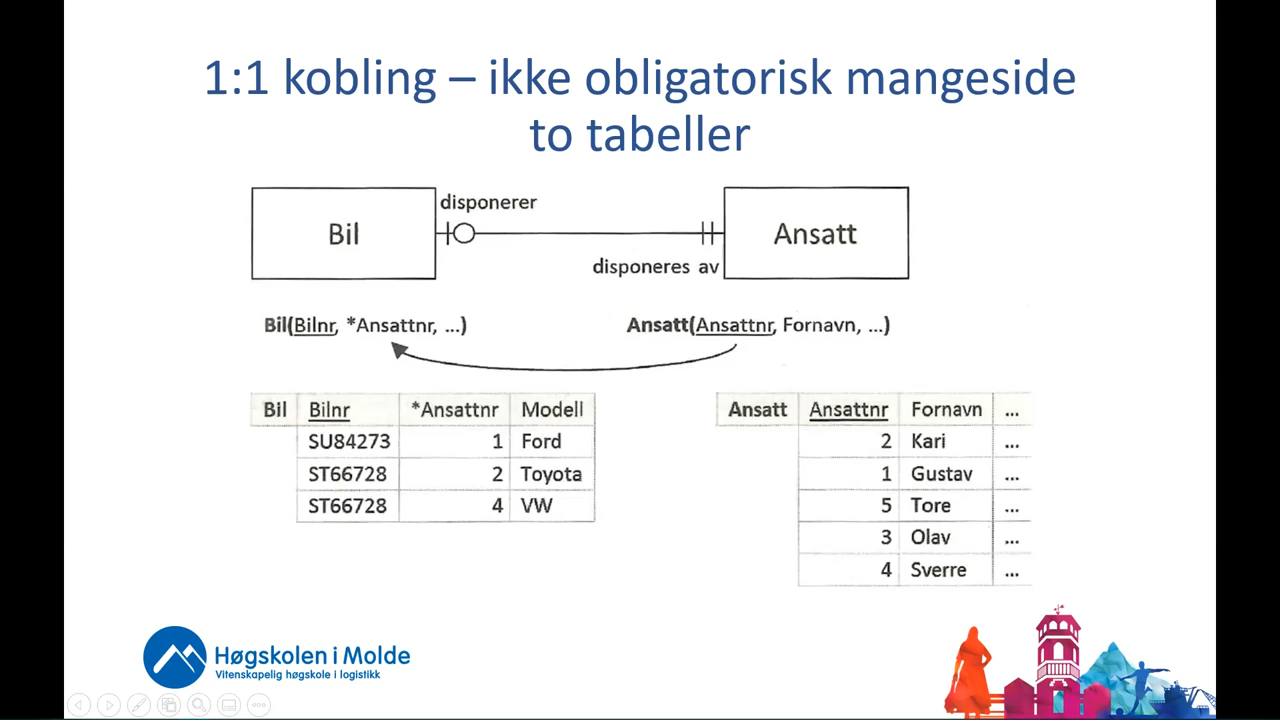 1:1 kobling – ikke obligatorisk mangeside
to tabeller
disponerer
Bil
Ansatt
disponeres av
Bil(Bilnr, *Ansattnr, ...)
Ansatt(Ansattnr, Fornavn, ...)
Bil Bilnr *Ansattnr Modell
SU84273 1 Ford
ST66728 2 Toyota
ST66728 4 VW
Ansatt Ansattnr Fornavn ...
2 Kari ...
1 Gustav ...
5 Tore ...
3 Olav ...
4 Sverre ...
Høgskolen i Molde
Vitenskapelig høgskole i logistikk